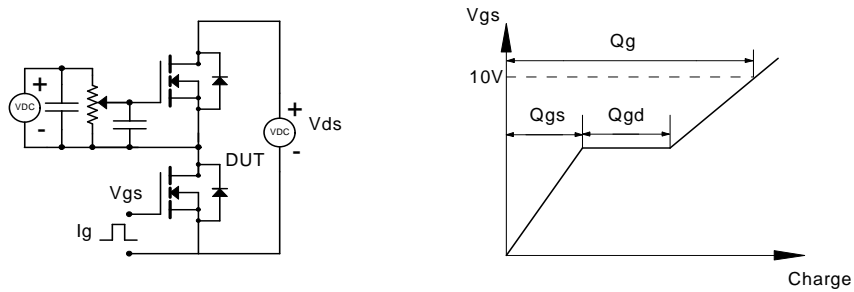 +
VDC
-
+
VDC
-
Vds
DUT
Vgs
Ig
Vgs
Qg
10V
Qgs
Qgd
Charge